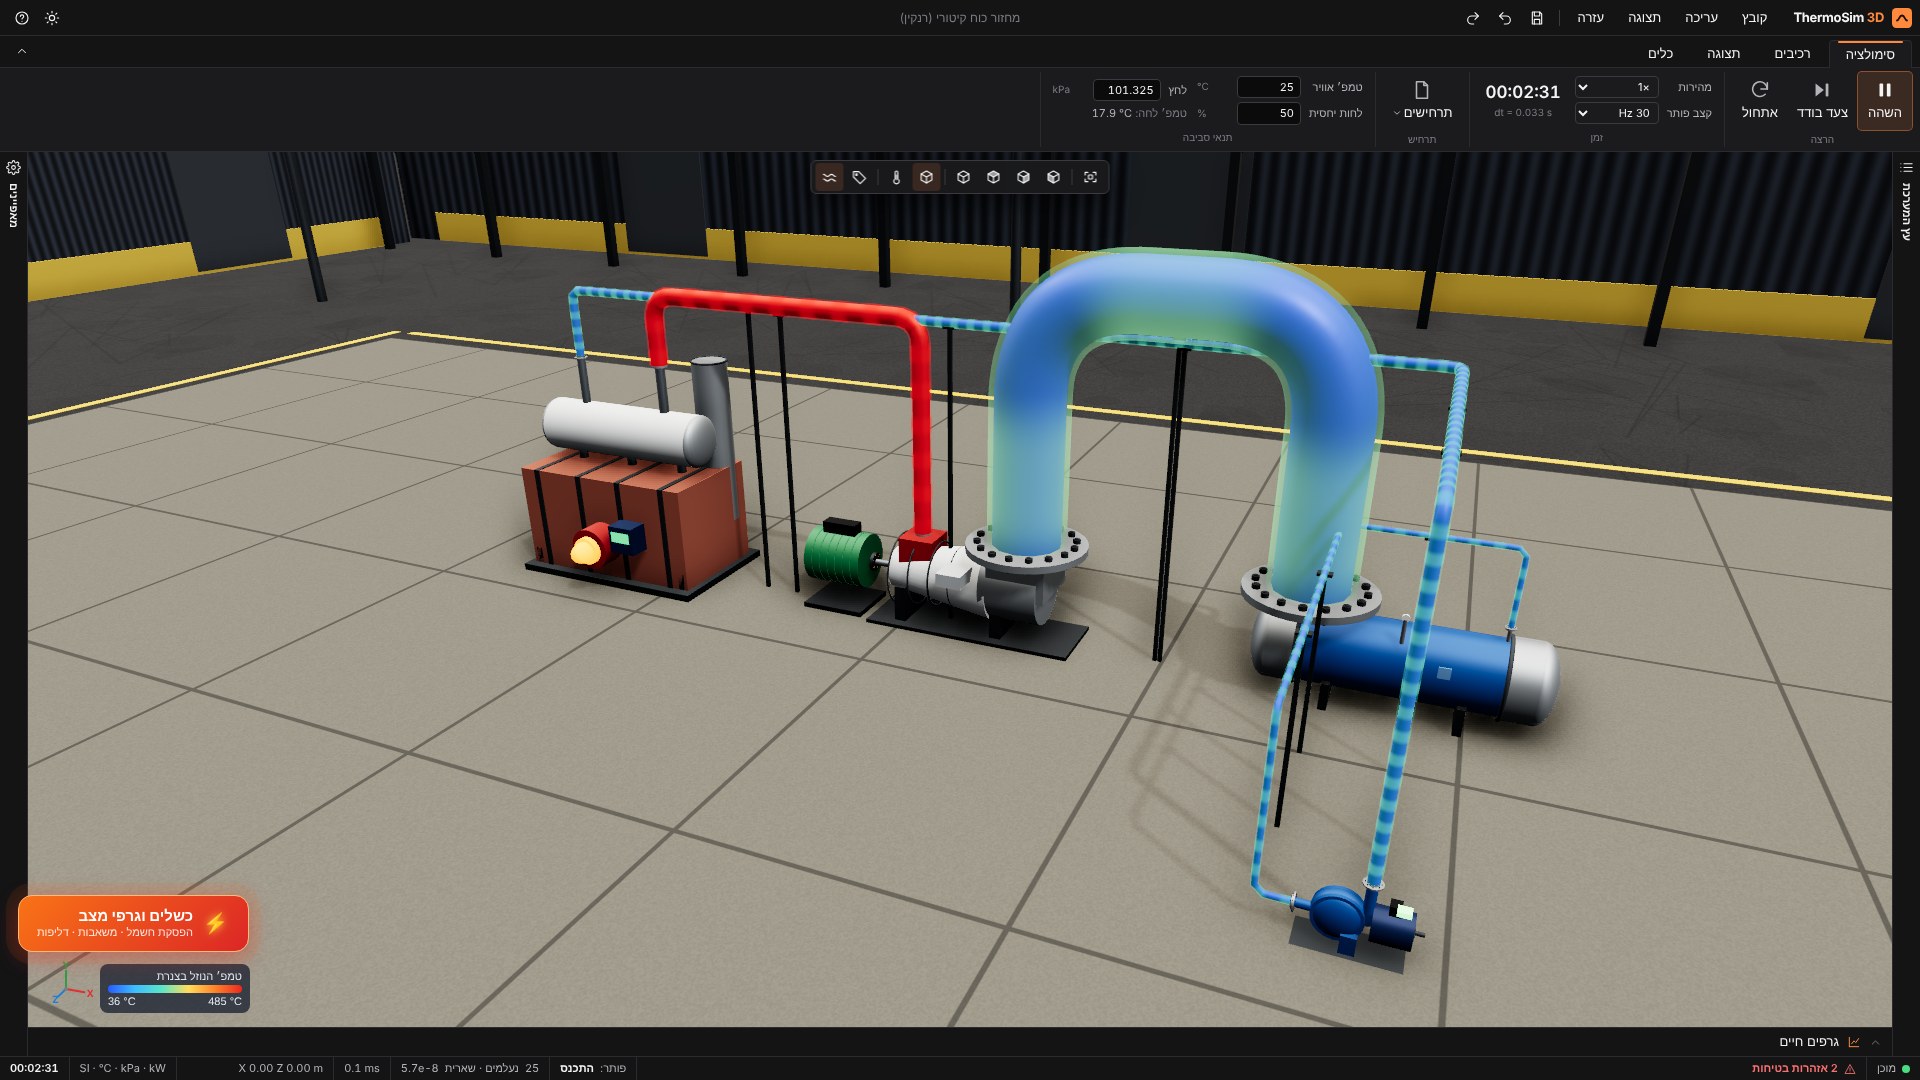 ThermoSim 3D
קובץ
עריכה
תצוגה
עזרה
מחזור כוח קיטורי (רנקין)
סימולציה
רכיבים
תצוגה
כלים
השהה
צעד בודד
אתחול
הרצה
מהירות
1×
קצב פותר
30 Hz
00:02:31
dt = 0.033 s
זמן
תרחישים
תרחיש
טמפ׳ אוויר
25
°C
לחץ
101.325
kPa
לחות יחסית
50
%
טמפ׳ לחה: 17.9 °C
תנאי סביבה
עץ המערכת
מאפיינים
כשלים וגרפי מצב
הפסקת חשמל · משאבות · דליפות
טמפ׳ הנוזל בצנרת
36 °C
485 °C
Y
X
Z
גרפים חיים
מוכן
2 אזהרות בטיחות
פותר: התכנס
25 נעלמים · שארית 5.7e-8
0.1 ms
X 0.00 Z 0.00 m
SI · °C · kPa · kW
00:02:31